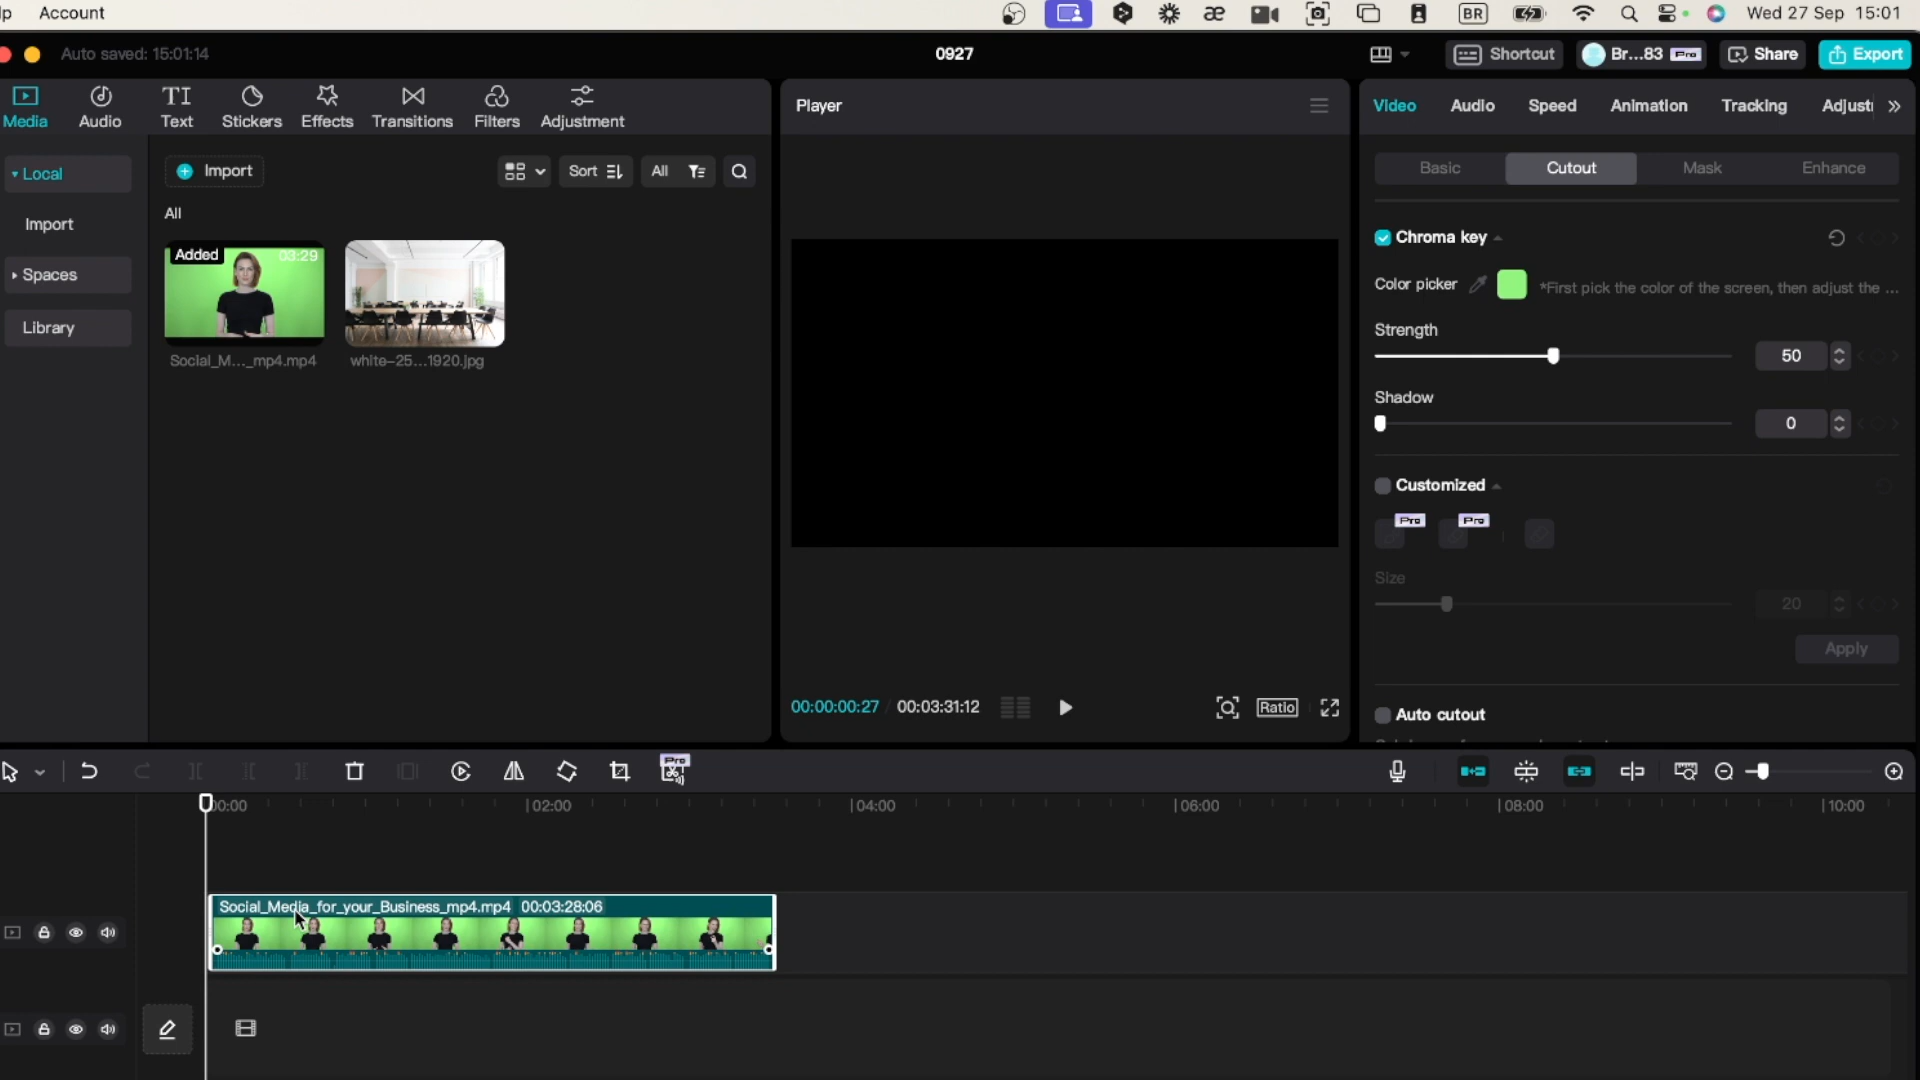 lp Account BR Wed 27 Sep 15:01
Auto saved: 15:01:14 0927 Shortcut Br...83 Pro Share Export
Media Audio Text Stickers Effects Transitions Filters Adjustment
Player
Video Audio Speed Animation Tracking Adjust
Local
Import
Spaces
Library
Import Sort All
All
Added 03:29
Social_M..._mp4.mp4 white-25...1920.jpg
Basic Cutout Mask Enhance
Chroma key
Color picker *First pick the color of the screen, then adjust the ...
Strength
50
Shadow
0
Customized
Pro Pro
Size
20
Apply
Auto cutout
00:00:00:27 / 00:03:31:12 Ratio
Pro
00:00 02:00 04:00 06:00 08:00 10:00
Social_Media_for_your_Business_mp4.mp4 00:03:28:06